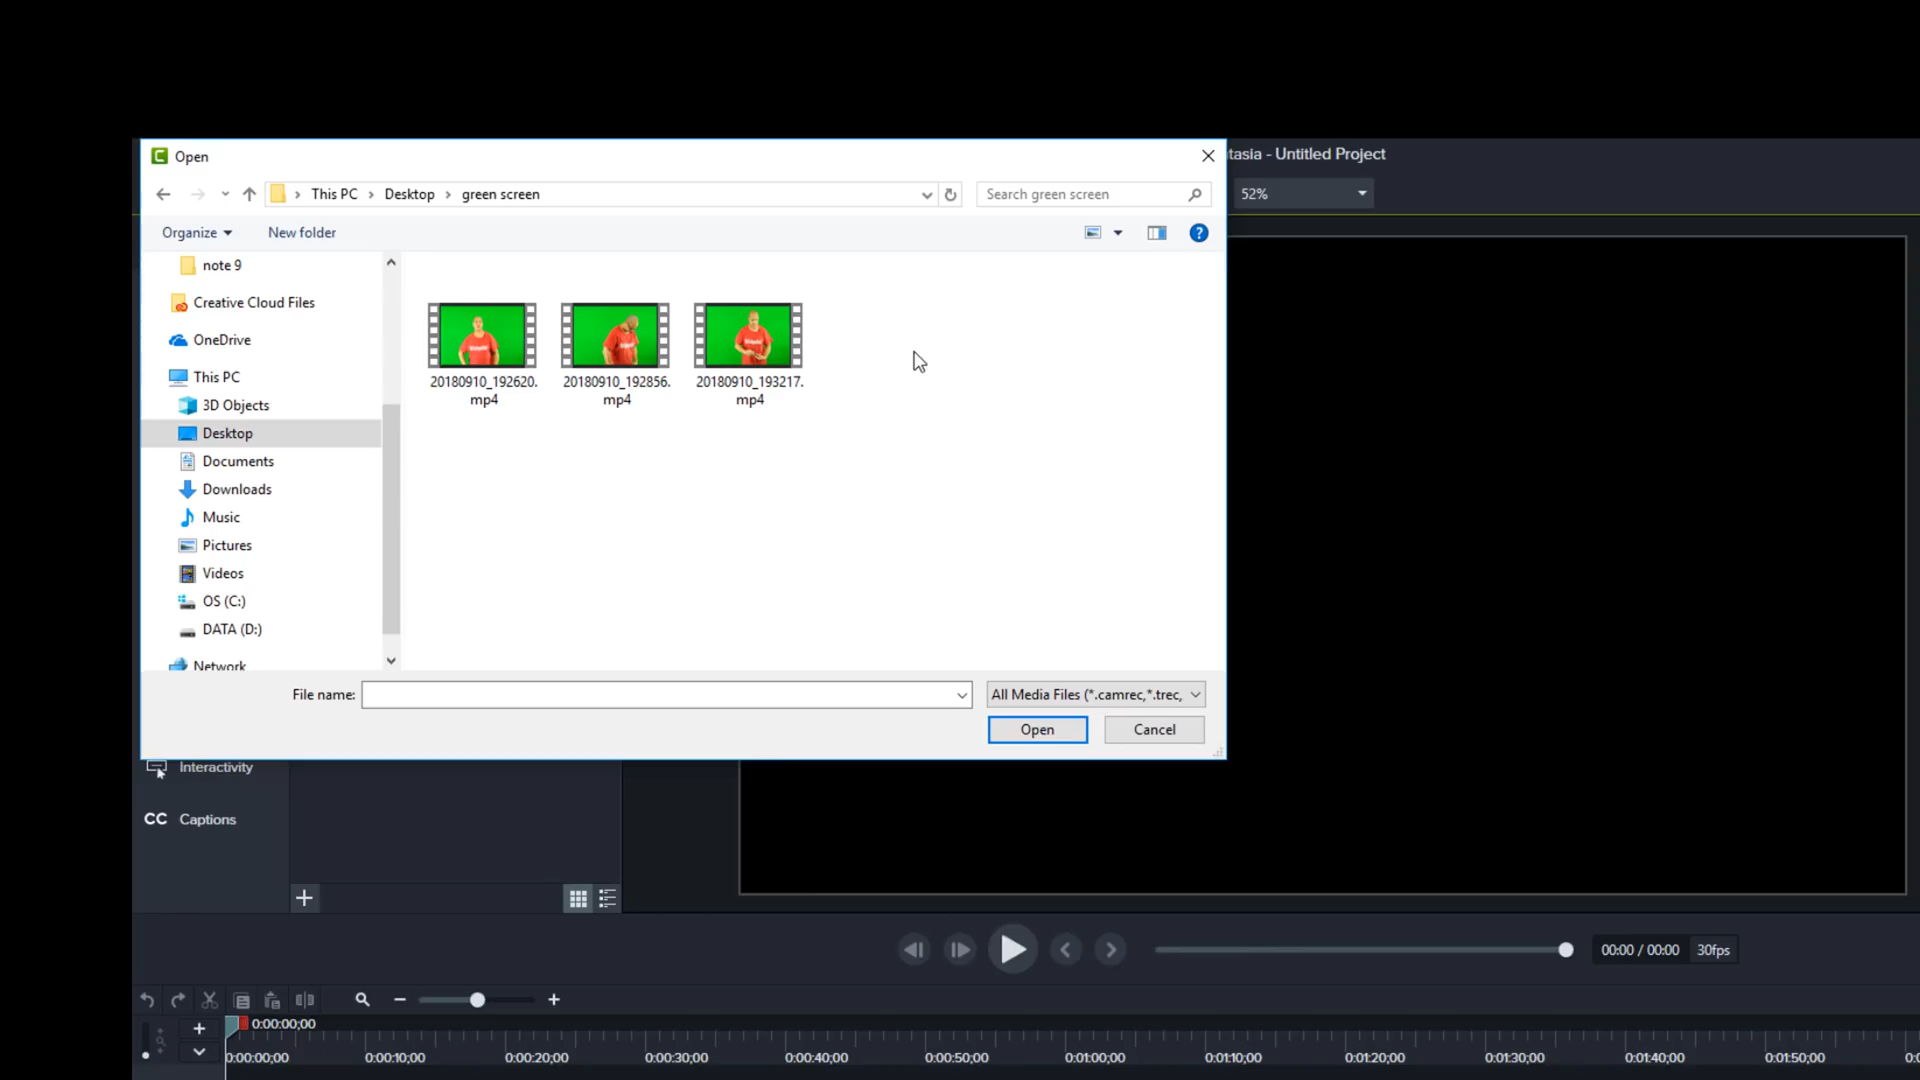 Open
tasia - Untitled Project
This PC > Desktop > green screen
Search green screen
52%
Organize
New folder
note 9
Creative Cloud Files
OneDrive
This PC
3D Objects
Desktop
Documents
Downloads
Music
Pictures
Videos
OS (C:)
DATA (D:)
Network
20180910_192620.
mp4
20180910_192856.
mp4
20180910_193217.
mp4
File name:
All Media Files (*.camrec,*.trec,
Open
Cancel
Interactivity
CC Captions
00:00 / 00:00
30fps
0:00:00;00
0:00:00;00 0:00:10;00 0:00:20;00 0:00:30;00 0:00:40;00 0:00:50;00 0:01:00;00 0:01:10;00 0:01:20;00 0:01:30;00 0:01:40;00 0:01:50;00